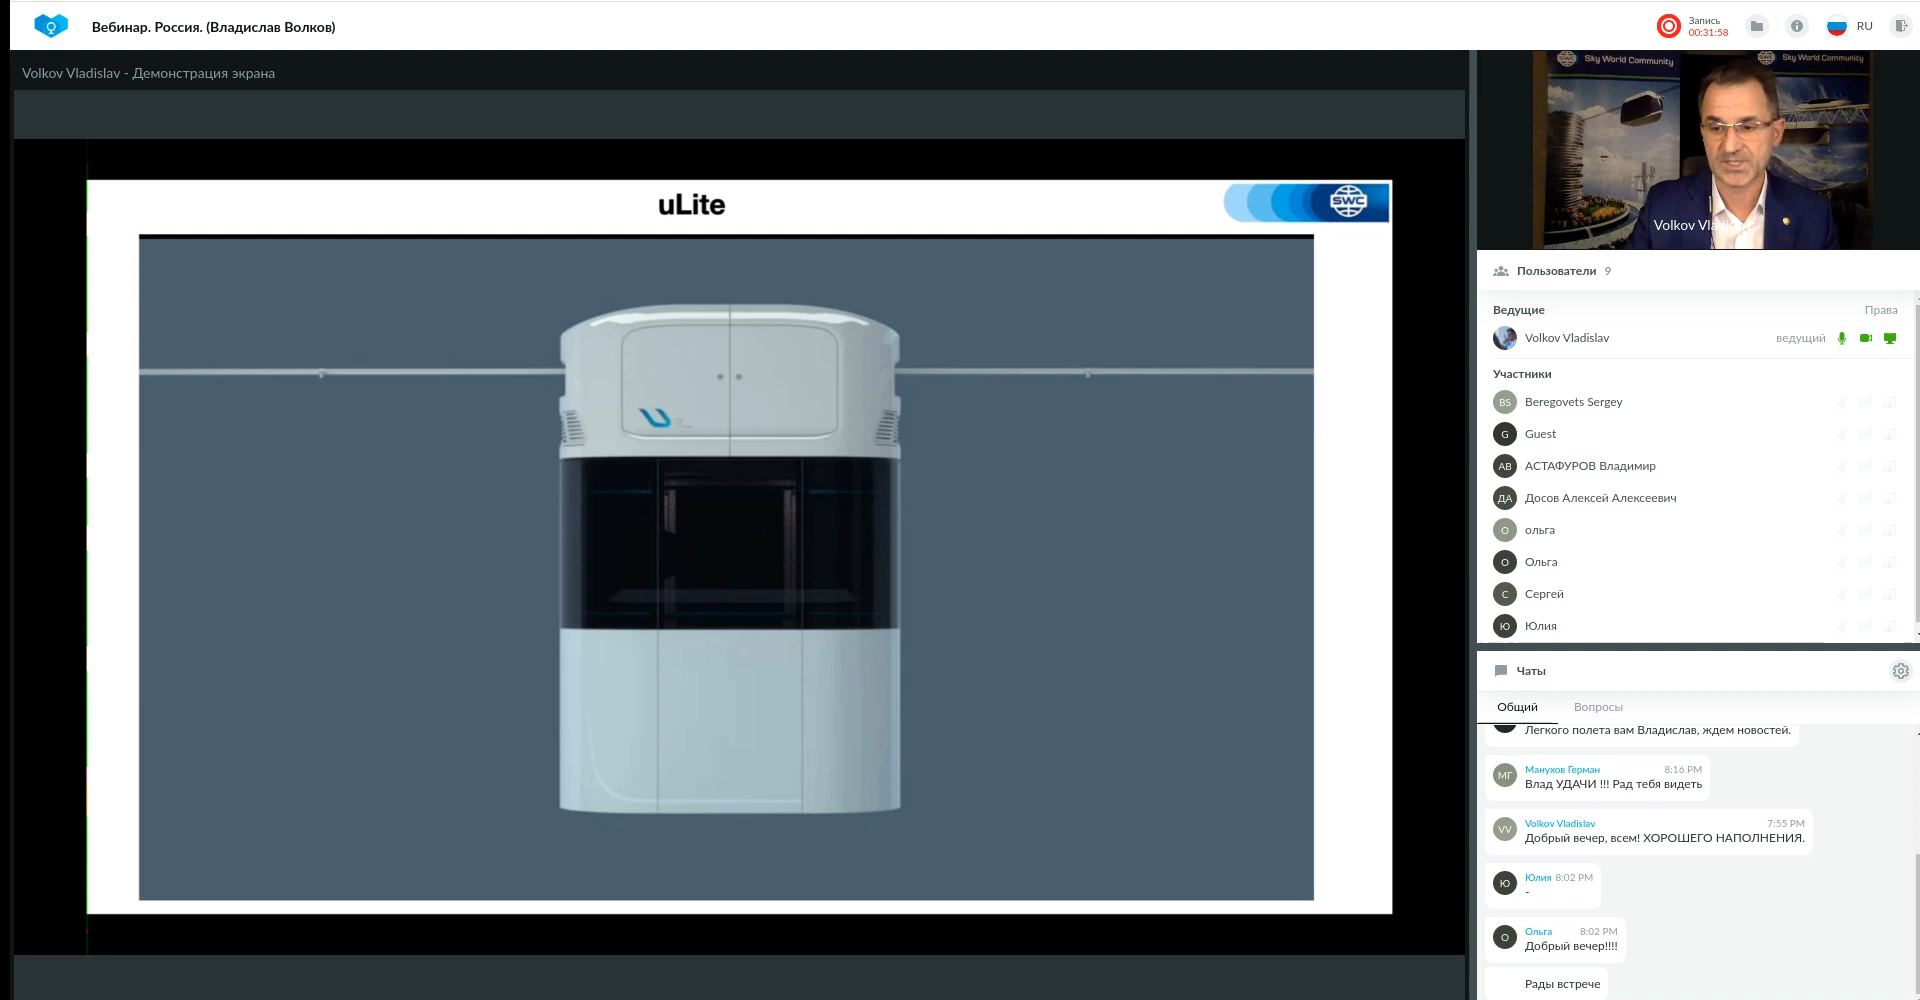 Вебинар. Россия. (Владислав Волков)
Запись
00:31:58
RU
Volkov Vladislav - Демонстрация экрана
uLite
SWC
SWC Sky World Community
SWC Sky World Community
Volkov
Пользователи 9
Ведущие Права
Volkov Vladislav ведущий
Участники
BS Beregovets Sergey
G Guest
АВ АСТАФУРОВ Владимир
ДА Досов Алексей Алексеевич
О ольга
О Ольга
С Сергей
Ю Юлия
Чаты
Общий Вопросы
Легкого полета вам Владислав, ждем новостей.
МГ Манухов Герман 8:16 PM
Влад УДАЧИ !!! Рад тебя видеть
VV Volkov Vladislav 7:55 PM
Добрый вечер, всем! ХОРОШЕГО НАПОЛНЕНИЯ.
Ю Юлия 8:02 PM
-
О Ольга 8:02 PM
Добрый вечер!!!!
Рады встрече